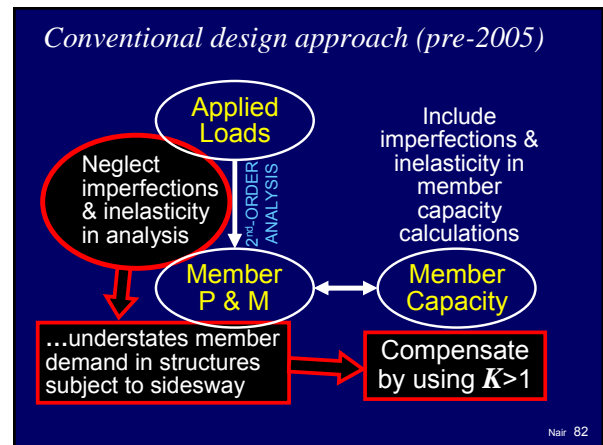 Conventional design approach (pre-2005)
Applied
Loads
Include
imperfections &
inelasticity in
member
capacity
calculations
Neglect
imperfections
& inelasticity
in analysis
2nd-ORDER
ANALYSIS
Member
P & M
Member
Capacity
...understates member
demand in structures
subject to sidesway
Compensate
by using K>1
Nair 82